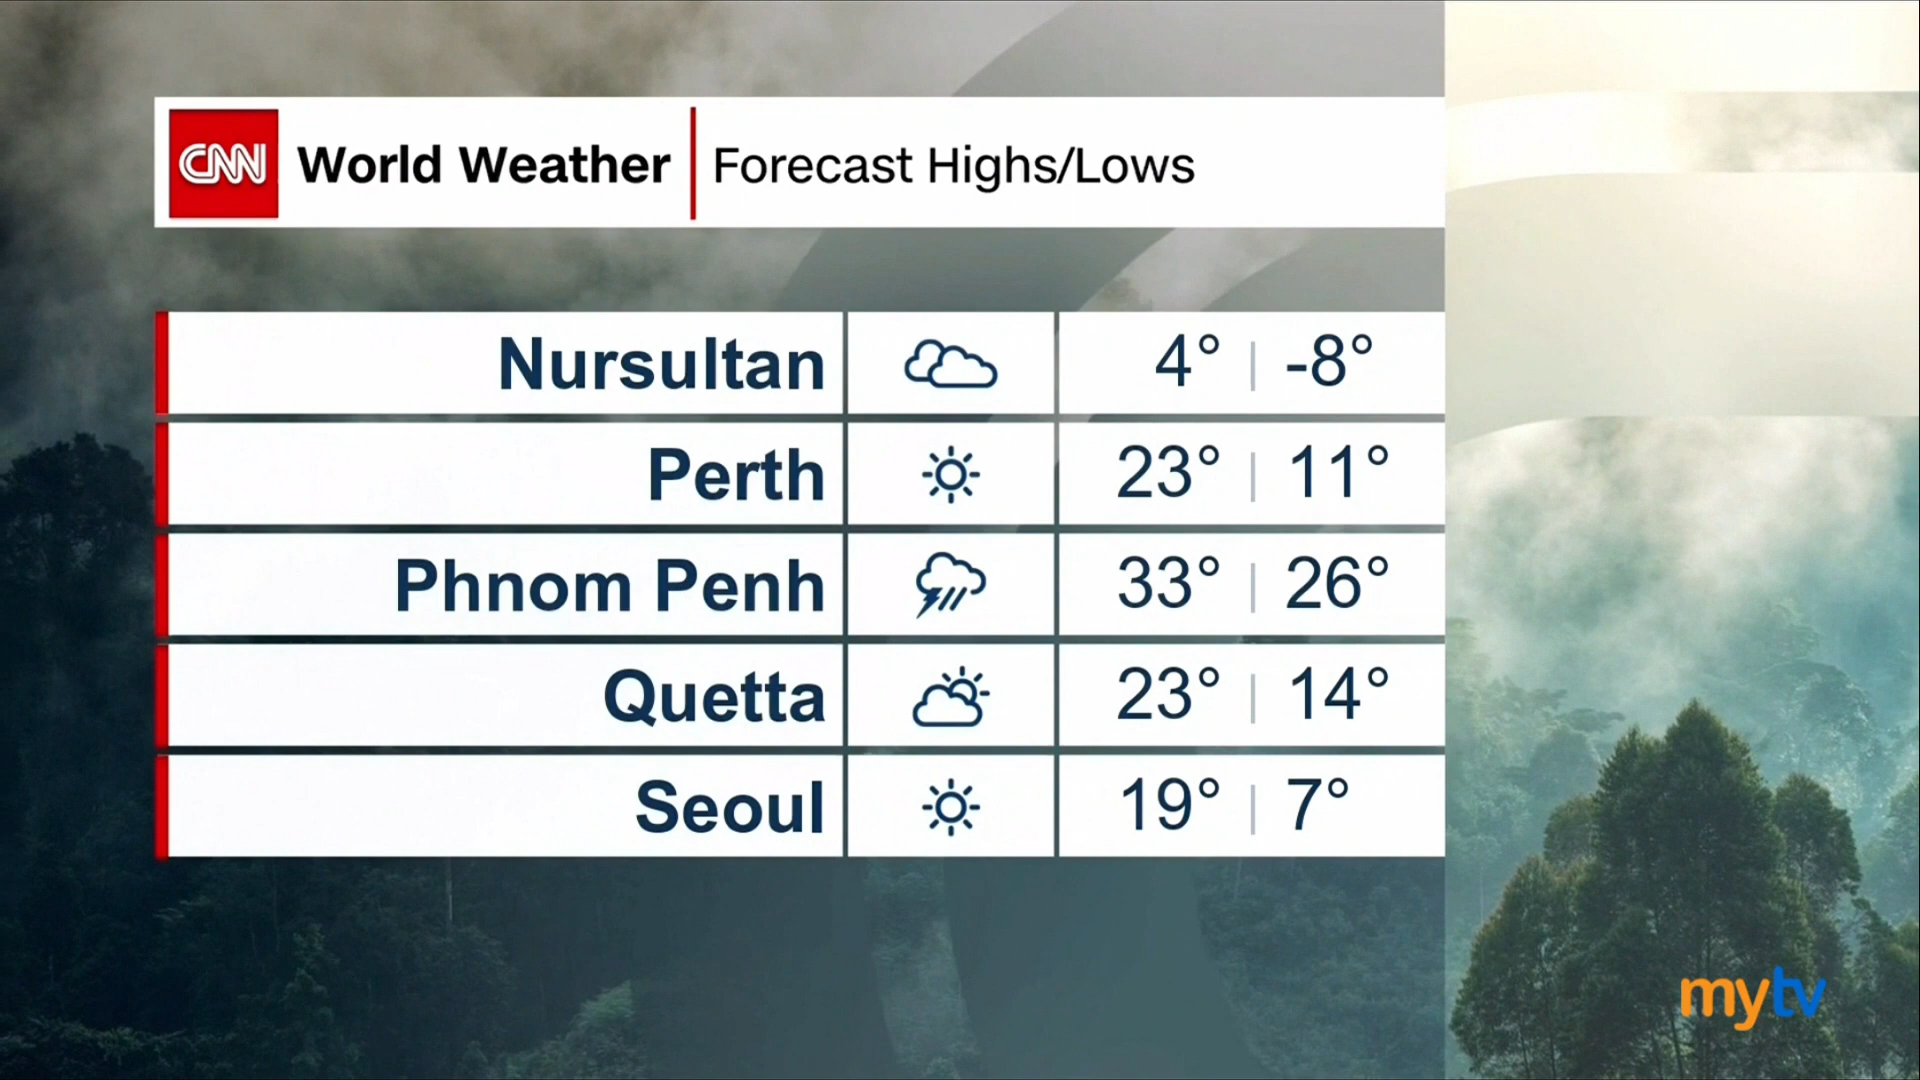 CNN World Weather | Forecast Highs/Lows
Nursultan 4° | -8°
Perth 23° | 11°
Phnom Penh 33° | 26°
Quetta 23° | 14°
Seoul 19° | 7°
mytv